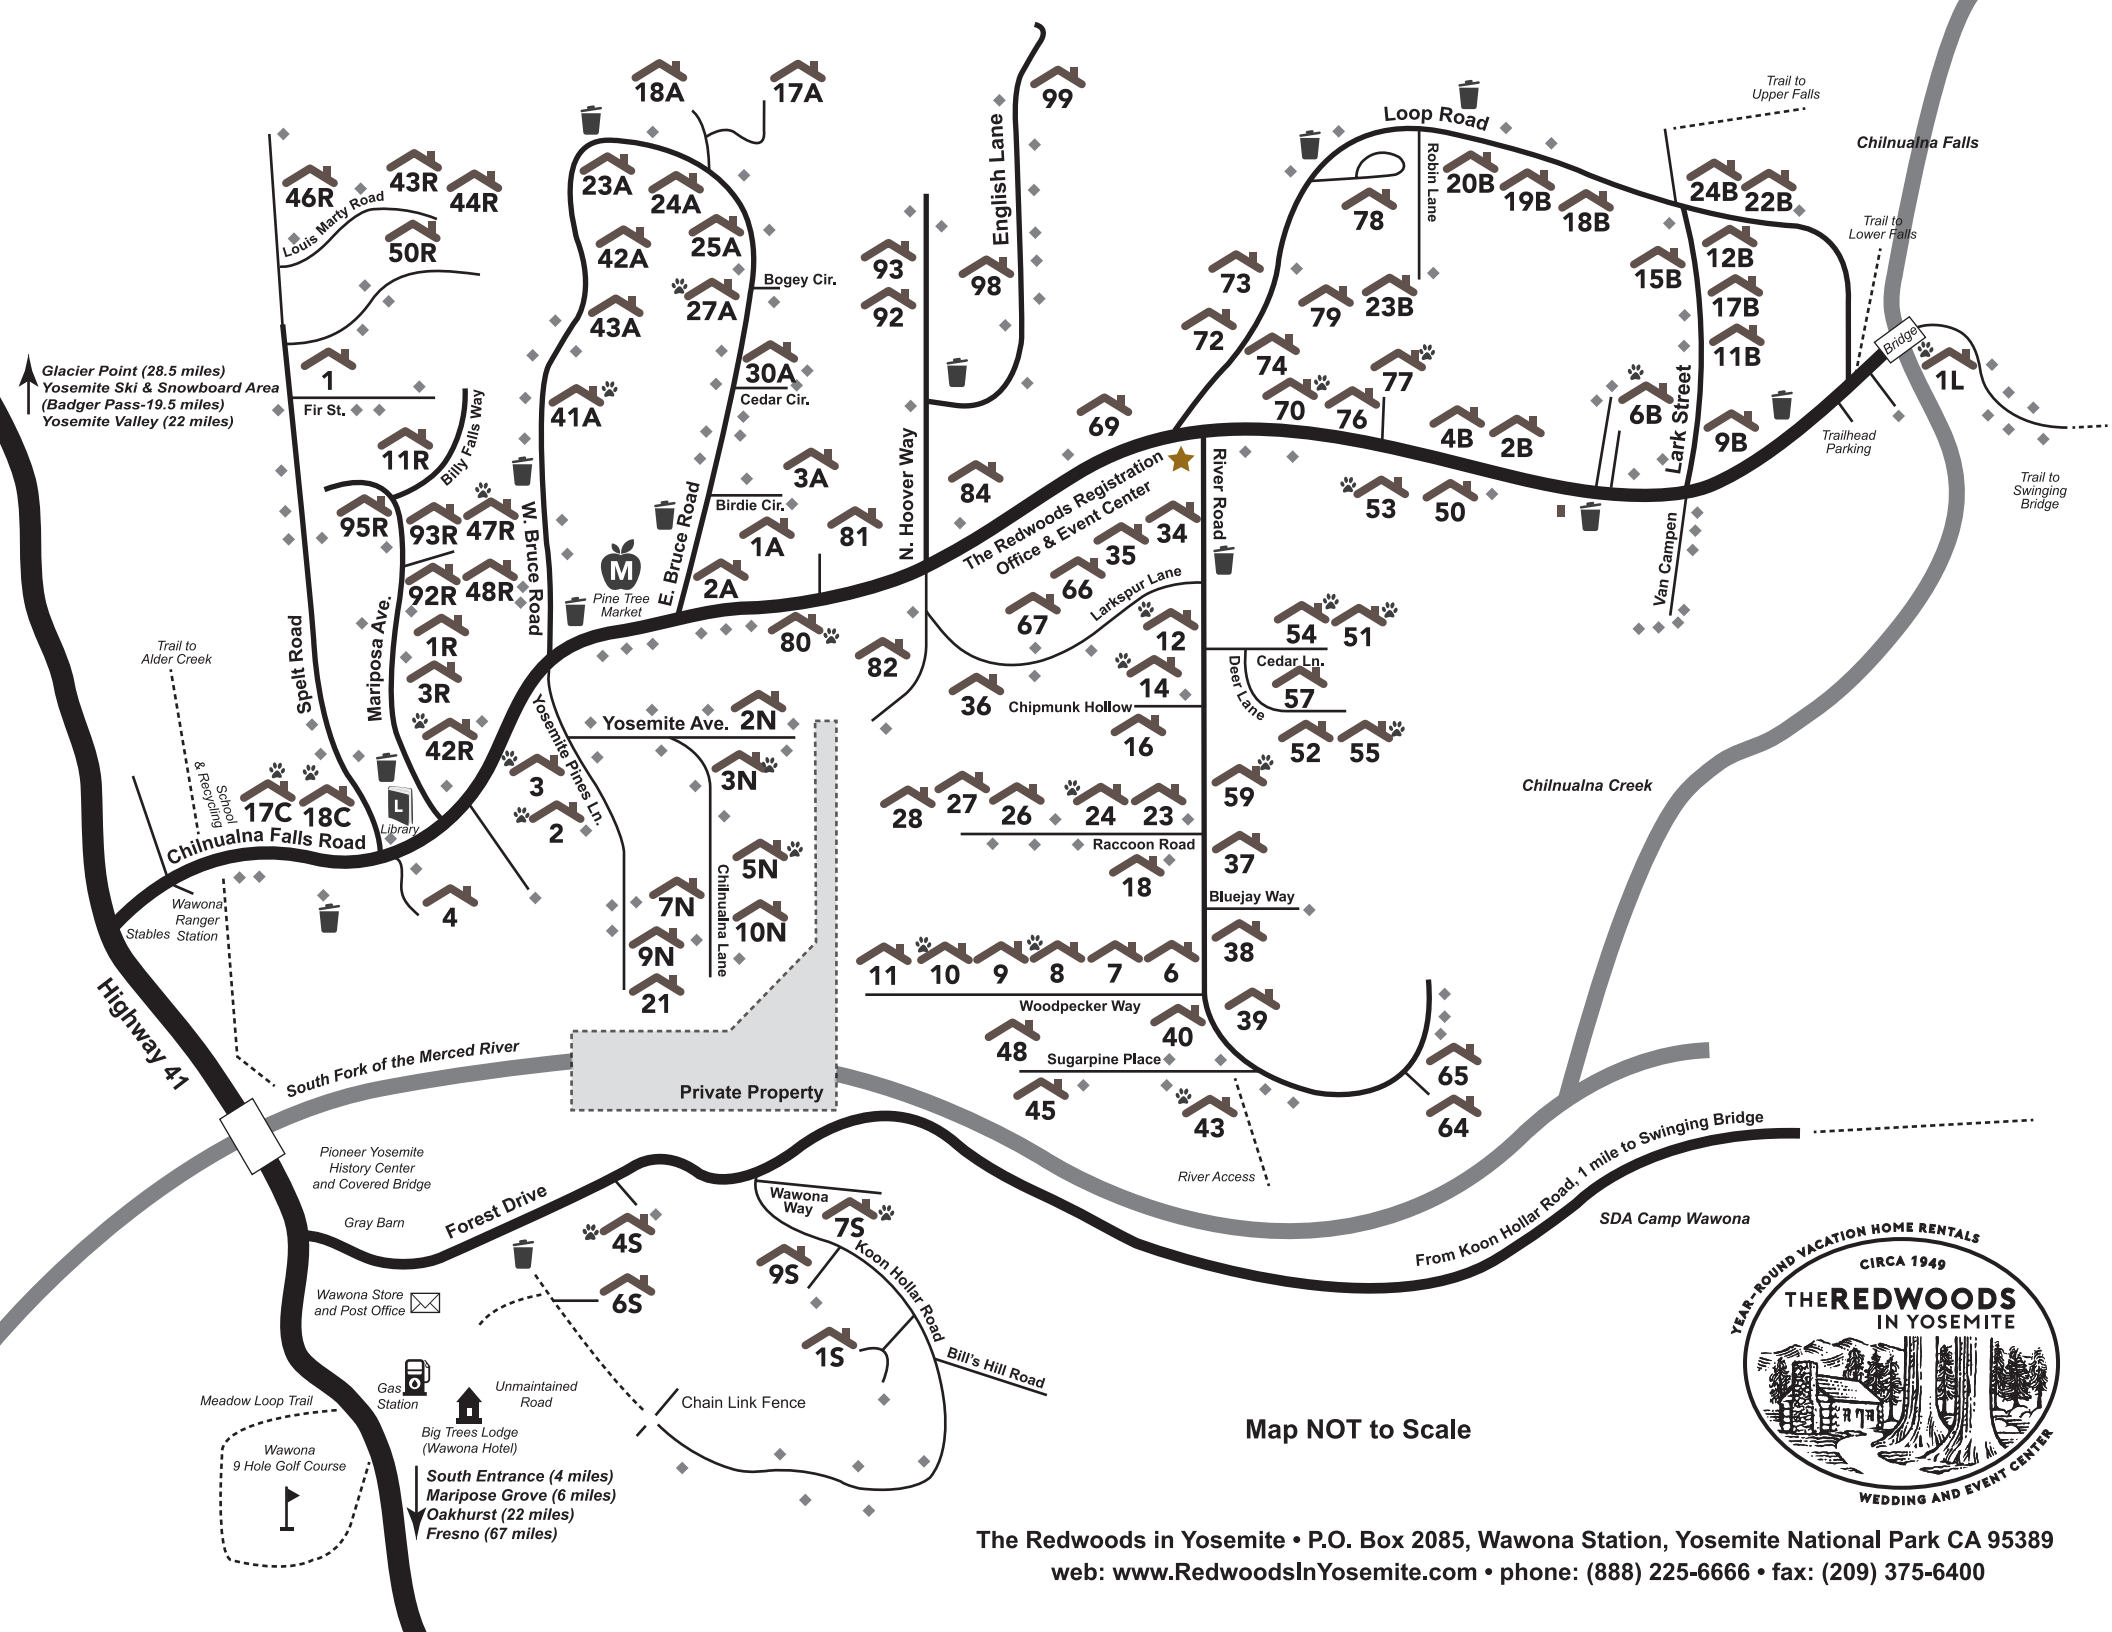 99
18A
17A
Loop Road
Trail to
Upper Falls
Chilnualna Falls
English Lane
Robin Lane
46R
43R
44R
Louis Marty Road
50R
23A
24A
25A
42A
27A
43A
Bogey Cir.
93
92
98
78
20B
19B
18B
24B
22B
Trail to
Lower Falls
15B
12B
17B
11B
73
72
79
23B
74
77
70
76
69
4B
2B
6B
9B
Lark Street
Bridge
1L
Trailhead
Parking
Trail to
Swinging
Bridge
Glacier Point (28.5 miles)
Yosemite Ski & Snowboard Area
(Badger Pass-19.5 miles)
Yosemite Valley (22 miles)
1
Fir St.
11R
Billy Falls Way
41A
30A
Cedar Cir.
3A
Birdie Cir.
1A
2A
81
84
N. Hoover Way
95R
93R
47R
92R
48R
1R
3R
42R
W. Bruce Road
E. Bruce Road
M
Pine Tree
Market
Spelt Road
Mariposa Ave.
The Redwoods Registration
Office & Event Center
River Road
34
35
66
67
Larkspur Lane
53
50
Van Campen
80
82
12
14
54
51
Cedar Ln.
Deer Lane
57
52
55
36
Chipmunk Hollow
16
Trail to
Alder Creek
School
& Recycling
17C
18C
L
Library
Chilnualna Falls Road
3
2
4
Yosemite Pines Ln.
Yosemite Ave.
2N
3N
5N
7N
10N
9N
21
Chilnualna Lane
28
27
26
24
23
59
Raccoon Road
18
37
Bluejay Way
38
Chilnualna Creek
Wawona
Ranger
Station
Stables
11
10
9
8
7
6
Woodpecker Way
39
40
48
Sugarpine Place
45
43
65
64
River Access
Highway 41
South Fork of the Merced River
Private Property
Pioneer Yosemite
History Center
and Covered Bridge
Gray Barn
Forest Drive
4S
6S
Wawona
Way
7S
9S
1S
Koon Hollar Road
Bill's Hill Road
From Koon Hollar Road, 1 mile to Swinging Bridge
SDA Camp Wawona
Wawona Store
and Post Office
Gas
Station
Unmaintained
Road
Big Trees Lodge
(Wawona Hotel)
Chain Link Fence
Meadow Loop Trail
Wawona
9 Hole Golf Course
South Entrance (4 miles)
Maripose Grove (6 miles)
Oakhurst (22 miles)
Fresno (67 miles)
Map NOT to Scale
YEAR-ROUND VACATION HOME RENTALS
CIRCA 1949
THE REDWOODS
IN YOSEMITE
WEDDING AND EVENT CENTER
The Redwoods in Yosemite • P.O. Box 2085, Wawona Station, Yosemite National Park CA 95389
web: www.RedwoodsInYosemite.com • phone: (888) 225-6666 • fax: (209) 375-6400